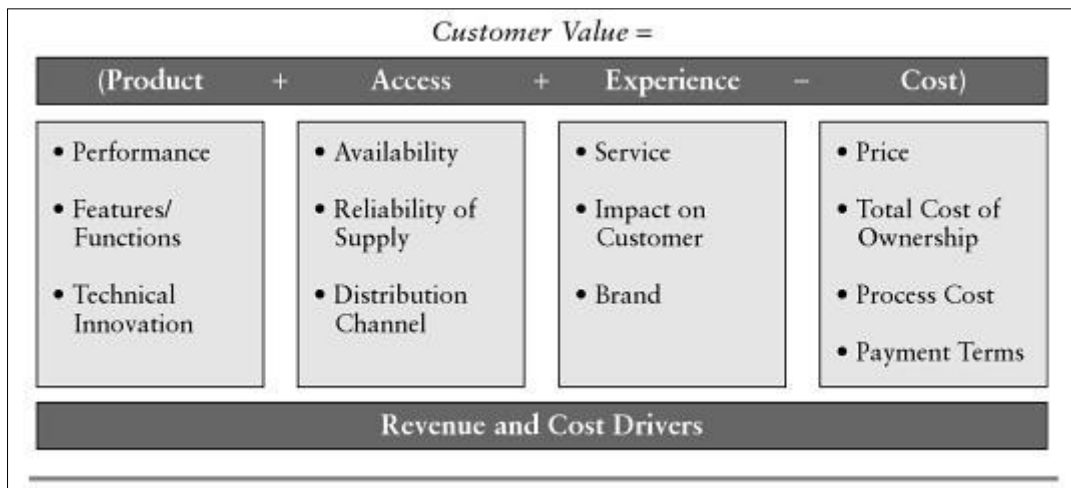 Customer Value =
(Product + Access + Experience – Cost)
• Performance
• Features/
Functions
• Technical
Innovation
• Availability
• Reliability of
Supply
• Distribution
Channel
• Service
• Impact on
Customer
• Brand
• Price
• Total Cost of
Ownership
• Process Cost
• Payment Terms
Revenue and Cost Drivers